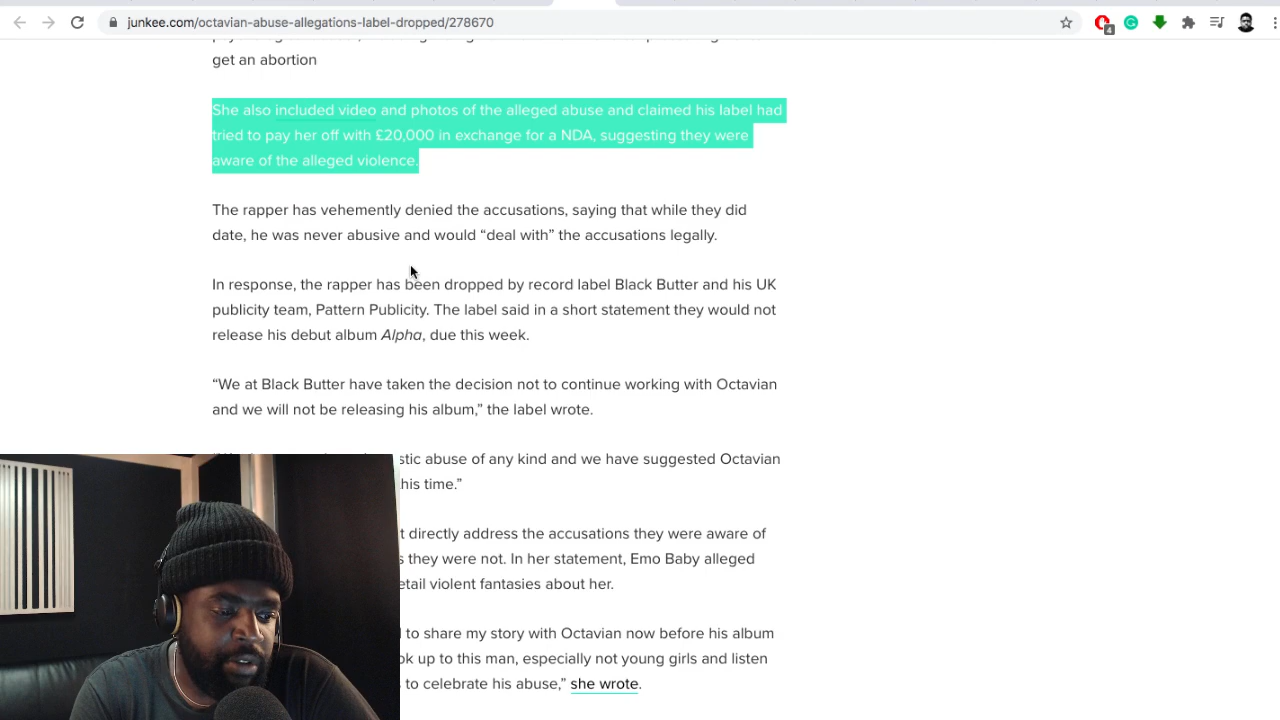 junkee.com/octavian-abuse-allegations-label-dropped/278670
4
get an abortion
She also included video and photos of the alleged abuse and claimed his label had
tried to pay her off with £20,000 in exchange for a NDA, suggesting they were
aware of the alleged violence.
The rapper has vehemently denied the accusations, saying that while they did
date, he was never abusive and would “deal with” the accusations legally.
In response, the rapper has been dropped by record label Black Butter and his UK
publicity team, Pattern Publicity. The label said in a short statement they would not
release his debut album Alpha, due this week.
“We at Black Butter have taken the decision not to continue working with Octavian
and we will not be releasing his album,” the label wrote.
stic abuse of any kind and we have suggested Octavian
his time.”
t directly address the accusations they were aware of
s they were not. In her statement, Emo Baby alleged
etail violent fantasies about her.
l to share my story with Octavian now before his album
ok up to this man, especially not young girls and listen
s to celebrate his abuse,” she wrote.